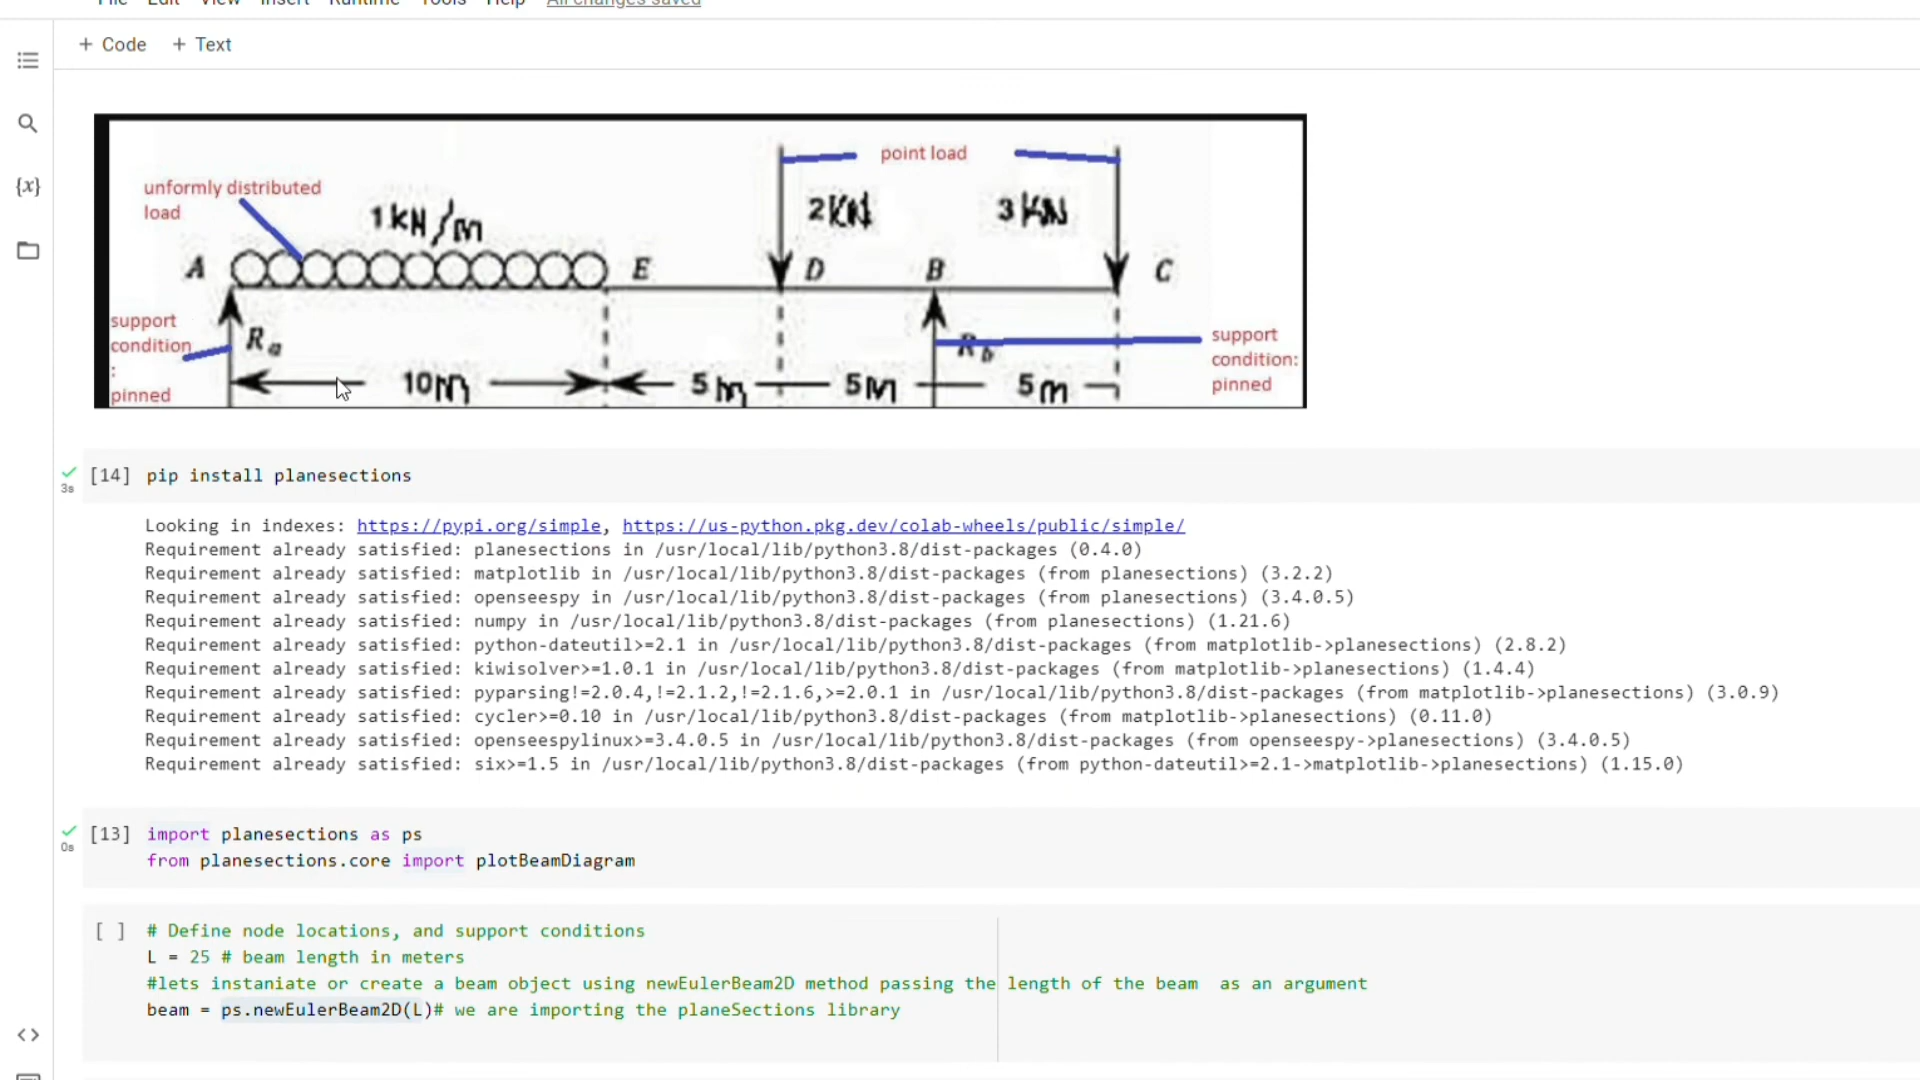 File Edit View Insert Runtime Tools Help All changes saved
+ Code + Text
point load
unformly distributed
load
1kN/m
2KN
3KN
A
E
D
B
C
support
condition
:
pinned
Ra
Rb
support
condition:
pinned
10m
5m
5M
5m
{x}
[14] pip install planesections
3s
Looking in indexes: https://pypi.org/simple, https://us-python.pkg.dev/colab-wheels/public/simple/
Requirement already satisfied: planesections in /usr/local/lib/python3.8/dist-packages (0.4.0)
Requirement already satisfied: matplotlib in /usr/local/lib/python3.8/dist-packages (from planesections) (3.2.2)
Requirement already satisfied: openseespy in /usr/local/lib/python3.8/dist-packages (from planesections) (3.4.0.5)
Requirement already satisfied: numpy in /usr/local/lib/python3.8/dist-packages (from planesections) (1.21.6)
Requirement already satisfied: python-dateutil>=2.1 in /usr/local/lib/python3.8/dist-packages (from matplotlib->planesections) (2.8.2)
Requirement already satisfied: kiwisolver>=1.0.1 in /usr/local/lib/python3.8/dist-packages (from matplotlib->planesections) (1.4.4)
Requirement already satisfied: pyparsing!=2.0.4,!=2.1.2,!=2.1.6,>=2.0.1 in /usr/local/lib/python3.8/dist-packages (from matplotlib->planesections) (3.0.9)
Requirement already satisfied: cycler>=0.10 in /usr/local/lib/python3.8/dist-packages (from matplotlib->planesections) (0.11.0)
Requirement already satisfied: openseespylinux>=3.4.0.5 in /usr/local/lib/python3.8/dist-packages (from openseespy->planesections) (3.4.0.5)
Requirement already satisfied: six>=1.5 in /usr/local/lib/python3.8/dist-packages (from python-dateutil>=2.1->matplotlib->planesections) (1.15.0)
[13] import planesections as ps
0s
from planesections.core import plotBeamDiagram
[ ] # Define node locations, and support conditions
L = 25 # beam length in meters
#lets instaniate or create a beam object using newEulerBeam2D method passing the length of the beam  as an argument
beam = ps.newEulerBeam2D(L)# we are importing the planeSections library